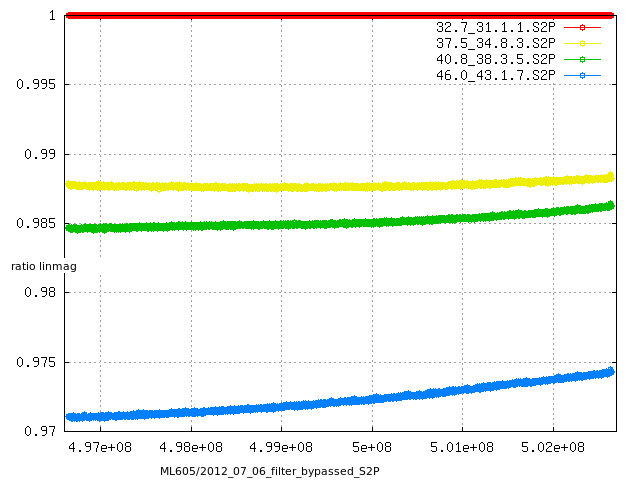 1
32.7_31.1.1.S2P
37.5_34.8.3.S2P
40.8_38.3.5.S2P
46.0_43.1.7.S2P
0.995
0.99
0.985
ratio linmag
0.98
0.975
0.97
4.97e+08 4.98e+08 4.99e+08 5e+08 5.01e+08 5.02e+08
ML605/2012_07_06_filter_bypassed_S2P